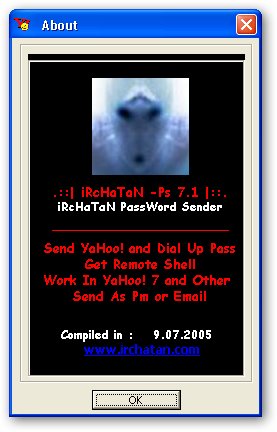 About
.::| iRcHaTaN -Ps 7.1 |::.
iRcHaTaN PassWord Sender
Send YaHoo! and Dial Up Pass
Get Remote Shell
Work In YaHoo! 7 and Other
Send As Pm or Email
Compiled in : 9.07.2005
www.irchatan.com
OK